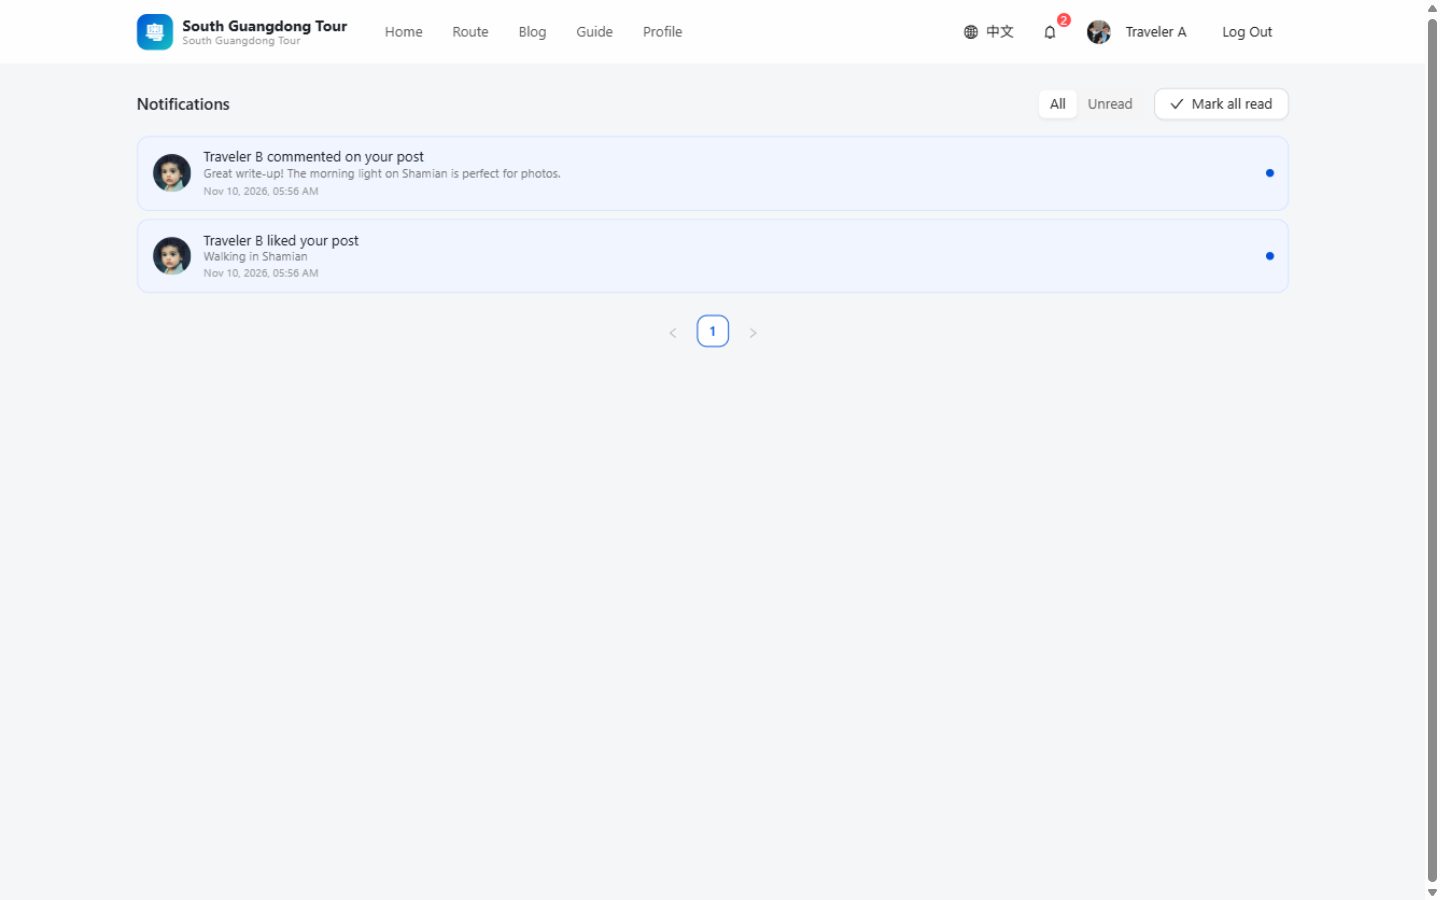 South Guangdong Tour
South Guangdong Tour
Home
Route
Blog
Guide
Profile
中文
2
Traveler A
Log Out
Notifications
All
Unread
Mark all read
Traveler B commented on your post
Great write-up! The morning light on Shamian is perfect for photos.
Nov 10, 2026, 05:56 AM
Traveler B liked your post
Walking in Shamian
Nov 10, 2026, 05:56 AM
1